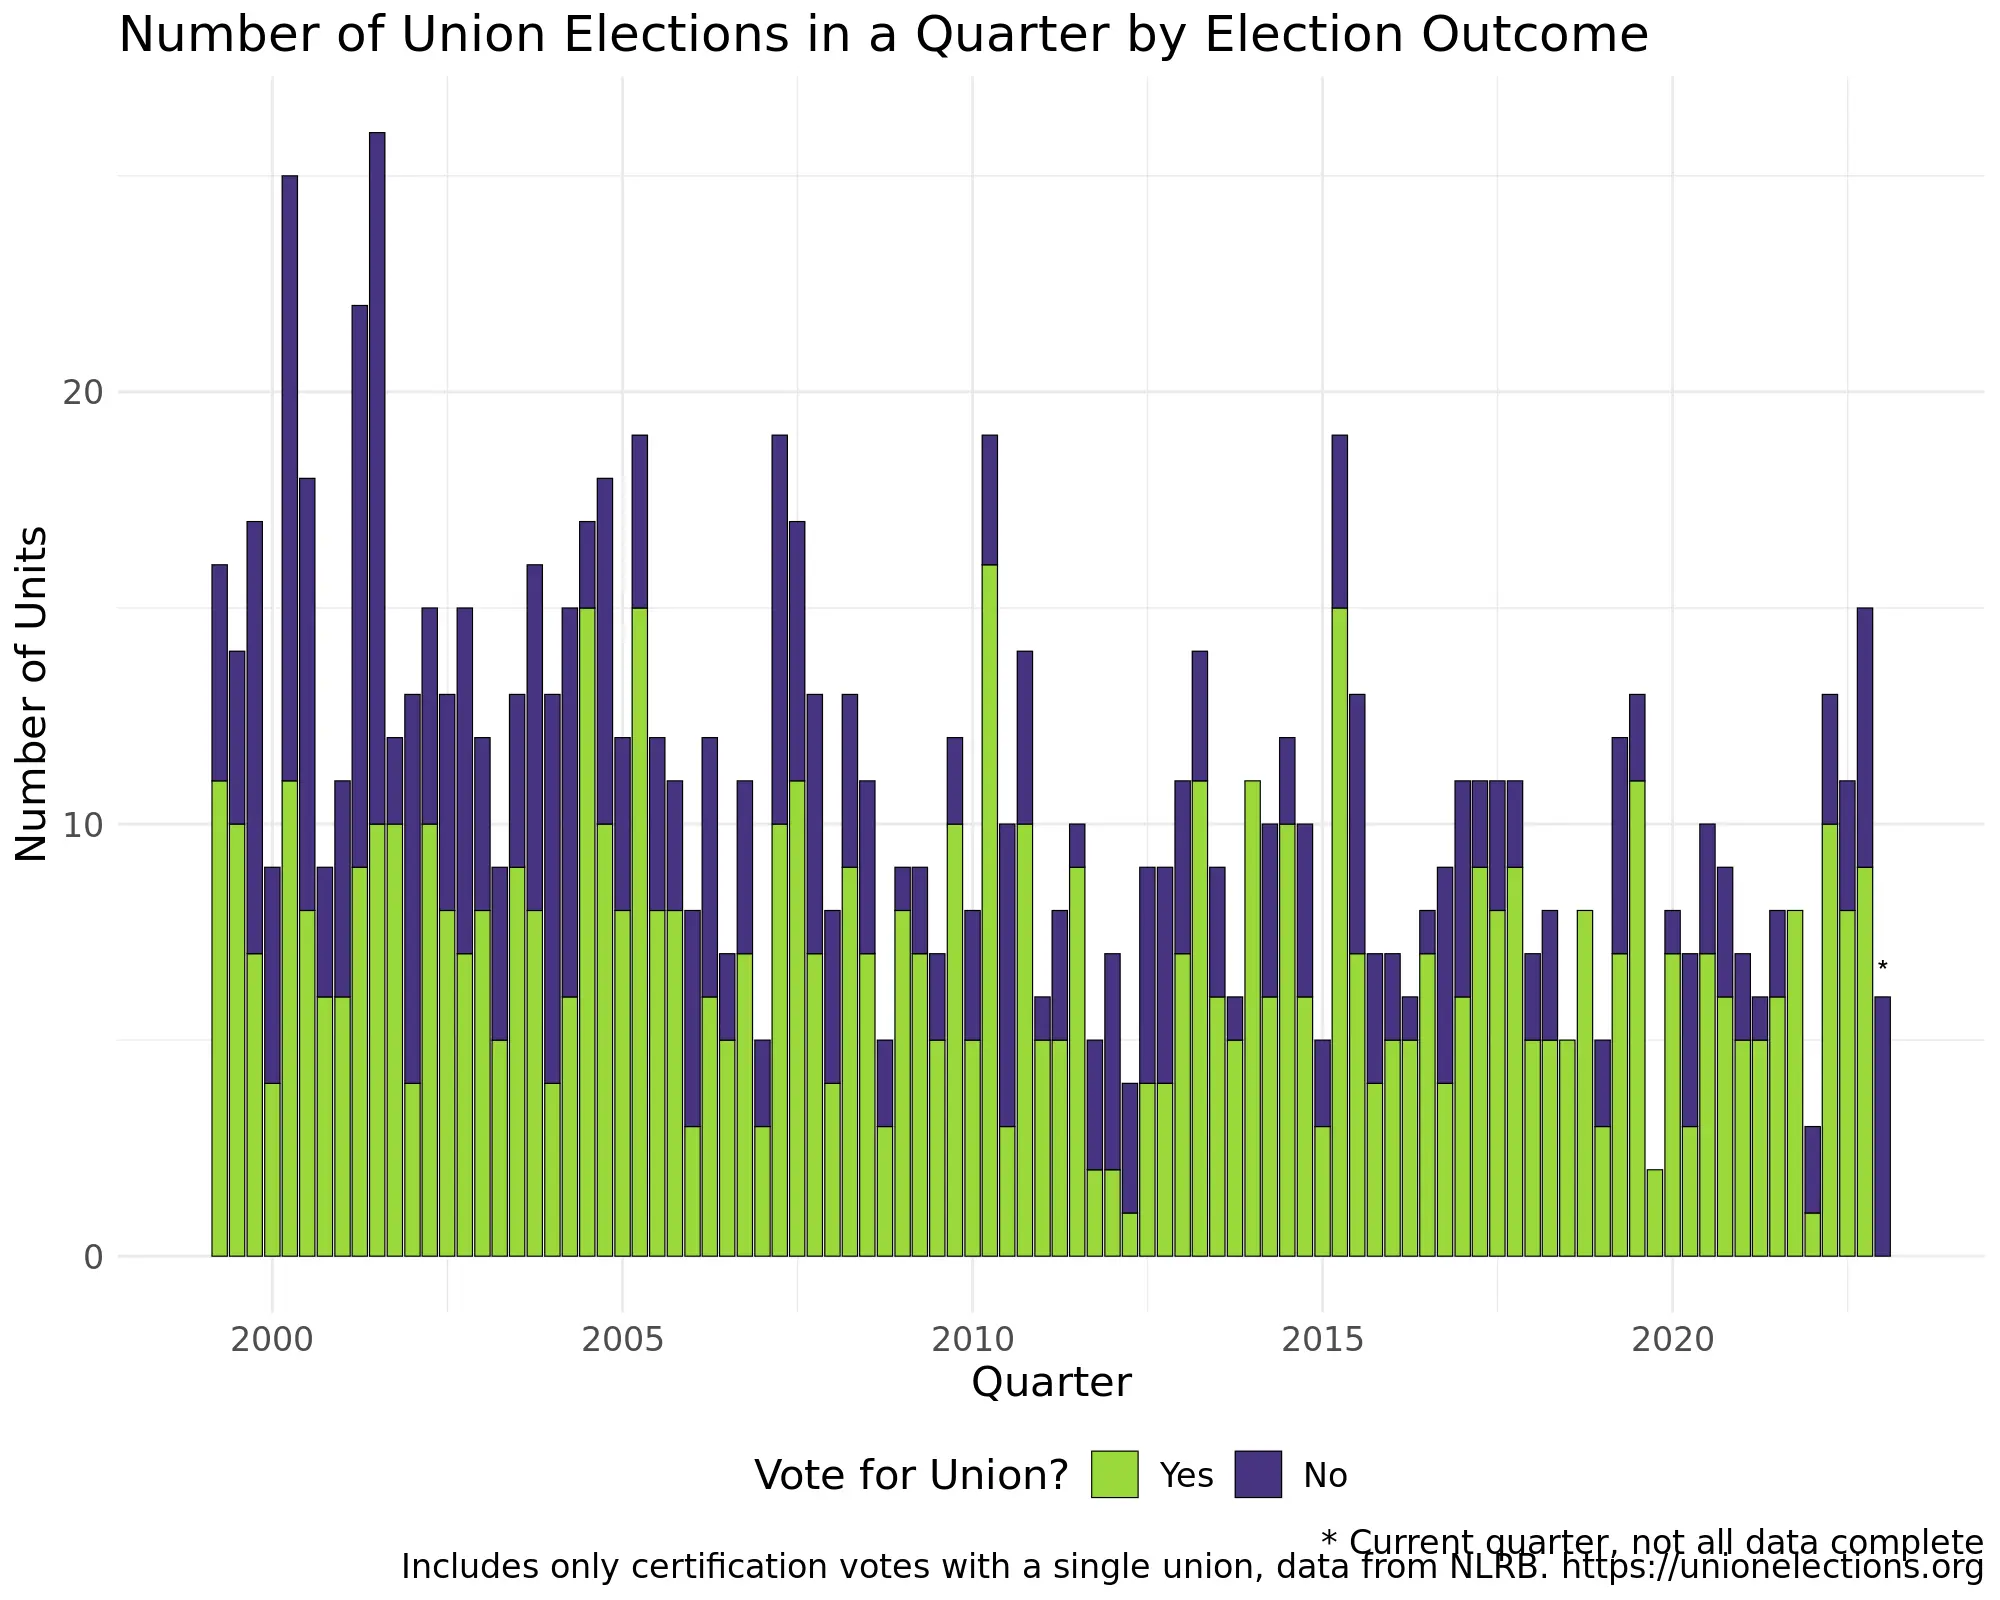 Number of Union Elections in a Quarter by Election Outcome
Number of Units
20
10
0
*
2000 2005 2010 2015 2020
Quarter
Vote for Union? Yes No
* Current quarter, not all data complete
Includes only certification votes with a single union, data from NLRB. https://unionelections.org